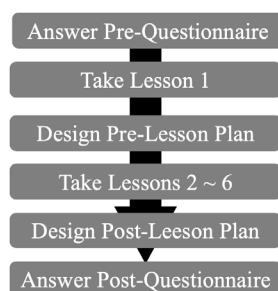 Answer Pre-Questionnaire
Take Lesson 1
Design Pre-Lesson Plan
Take Lessons 2 ~ 6
Design Post-Leeson Plan
Answer Post-Questionnaire